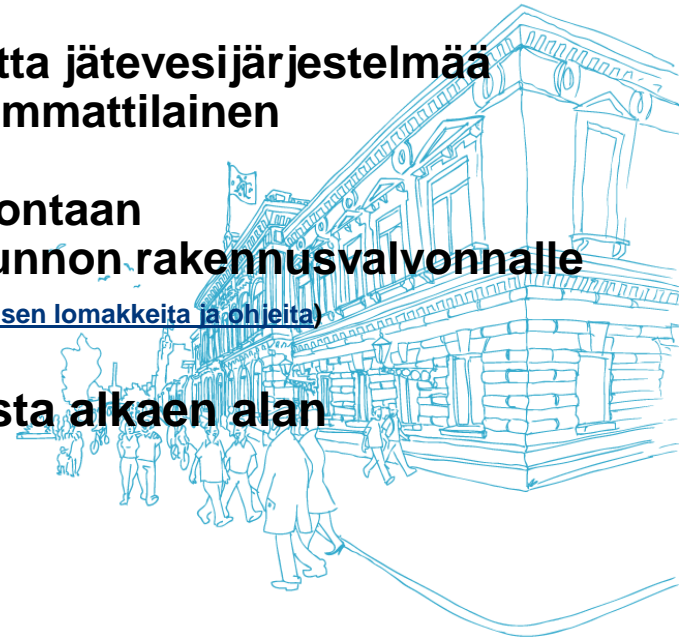 tta jätevesijärjestelmää
mmattilainen
ontaan
unnon rakennusvalvonnalle
sen lomakkeita ja ohjeita)
sta alkaen alan